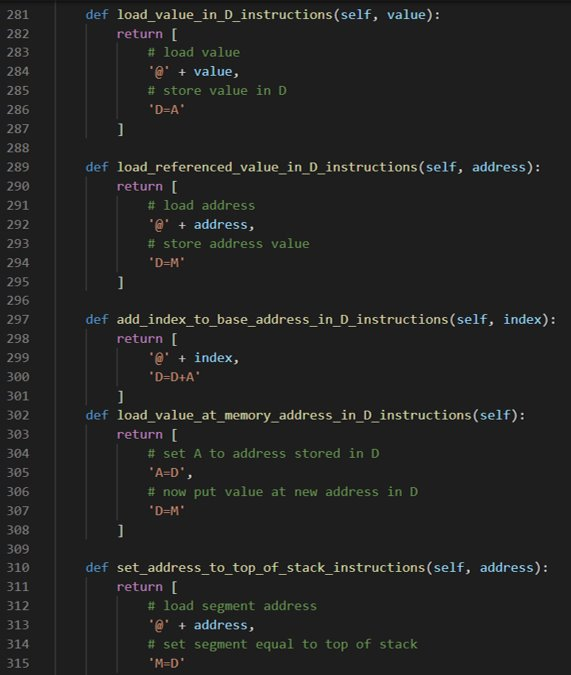 281     def load_value_in_D_instructions(self, value):
282         return [
283             # load value
284             '@' + value,
285             # store value in D
286             'D=A'
287         ]
288
289     def load_referenced_value_in_D_instructions(self, address):
290         return [
291             # load address
292             '@' + address,
293             # store address value
294             'D=M'
295         ]
296
297     def add_index_to_base_address_in_D_instructions(self, index):
298         return [
299             '@' + index,
300             'D=D+A'
301         ]
302     def load_value_at_memory_address_in_D_instructions(self):
303         return [
304             # set A to address stored in D
305             'A=D',
306             # now put value at new address in D
307             'D=M'
308         ]
309
310     def set_address_to_top_of_stack_instructions(self, address):
311         return [
312             # load segment address
313             '@' + address,
314             # set segment equal to top of stack
315             'M=D'